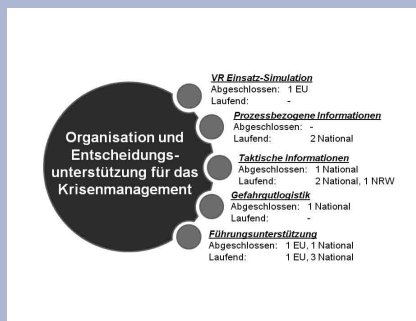 Organisation und
Entscheidungs-
unterstützung für das
Krisenmanagement
VR Einsatz-Simulation
Abgeschlossen: 1 EU
Laufend: -
Prozessbezogene Informationen
Abgeschlossen: -
Laufend: 2 National
Taktische Informationen
Abgeschlossen: 1 National
Laufend: 2 National, 1 NRW
Gefahrgutlogistik
Abgeschlossen: 1 National
Laufend: -
Führungsunterstützung
Abgeschlossen: 1 EU, 1 National
Laufend: 1 EU, 3 National